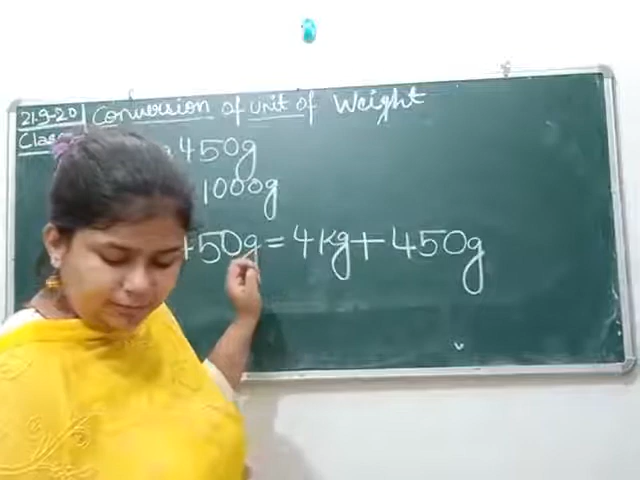 21-9-20 Conversion of unit of Weight
Class
450g
1000g
450g = 4kg + 450g